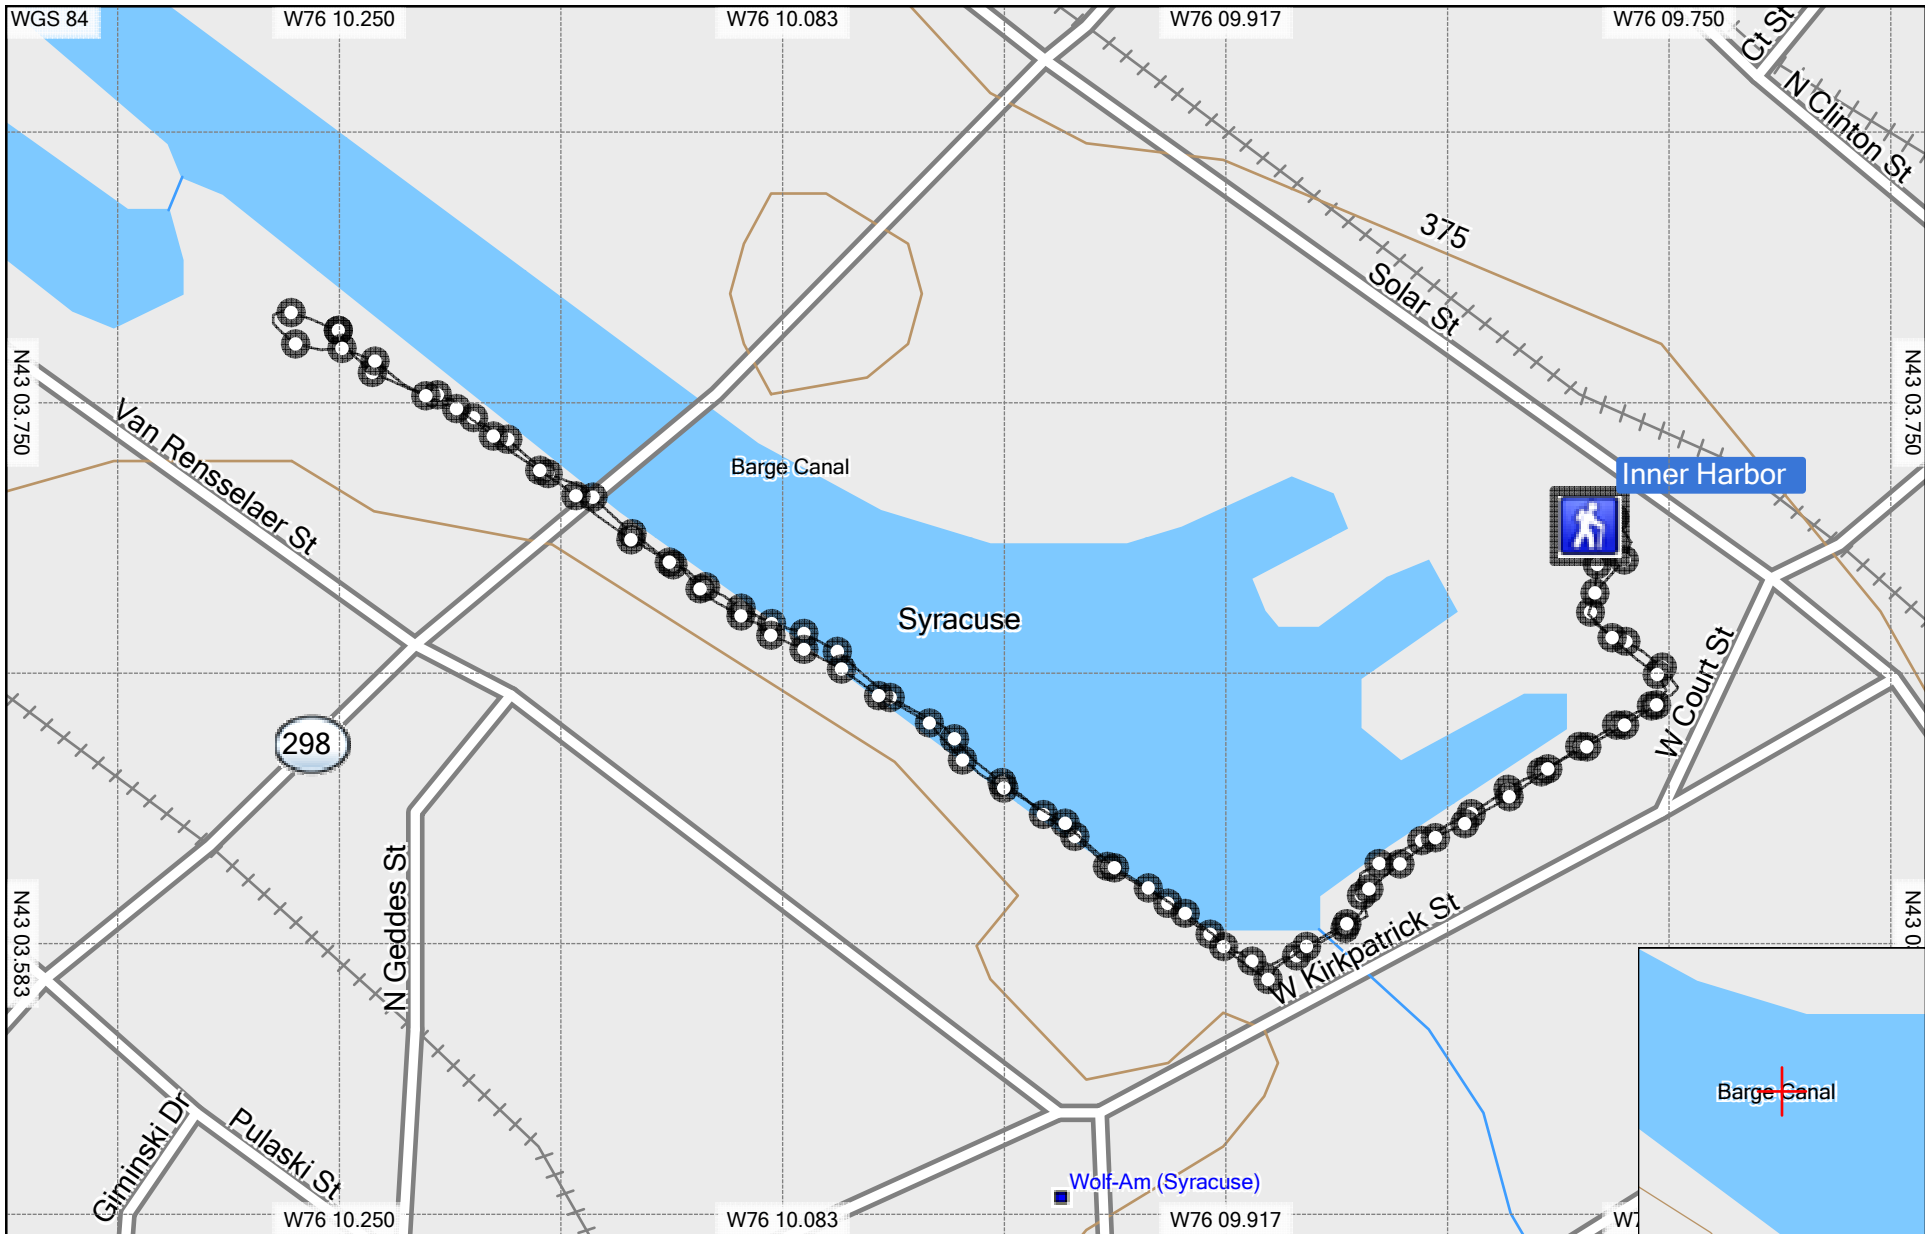 WGS 84
W76 10.250
W76 10.083
W76 09.917
W76 09.750
Ct St
N Clinton St
375
Solar St
N43 03.750
N43 03.750
Van Rensselaer St
Barge Canal
Inner Harbor
Syracuse
W Court St
298
N Geddes St
N43 03.583
N43 0
W Kirkpatrick St
Barge Canal
Giminski Dr
Pulaski St
Wolf-Am (Syracuse)
W76 10.250
W76 10.083
W76 09.917
W7